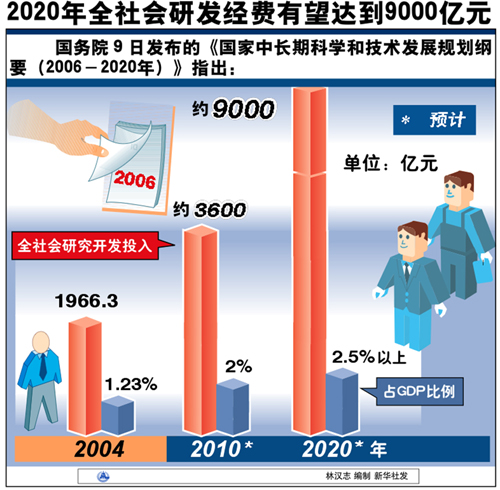 2020年全社会研发经费有望达到9000亿元
国务院9日发布的《国家中长期科学和技术发展规划纲
要（2006－2020年）》指出：
2006
约9000
* 预计
单位：亿元
约3600
全社会研究开发投入
1966.3
1.23%
2%
2.5%以上
占GDP比例
2004
2010*
2020*年
林汉志 编制 新华社发